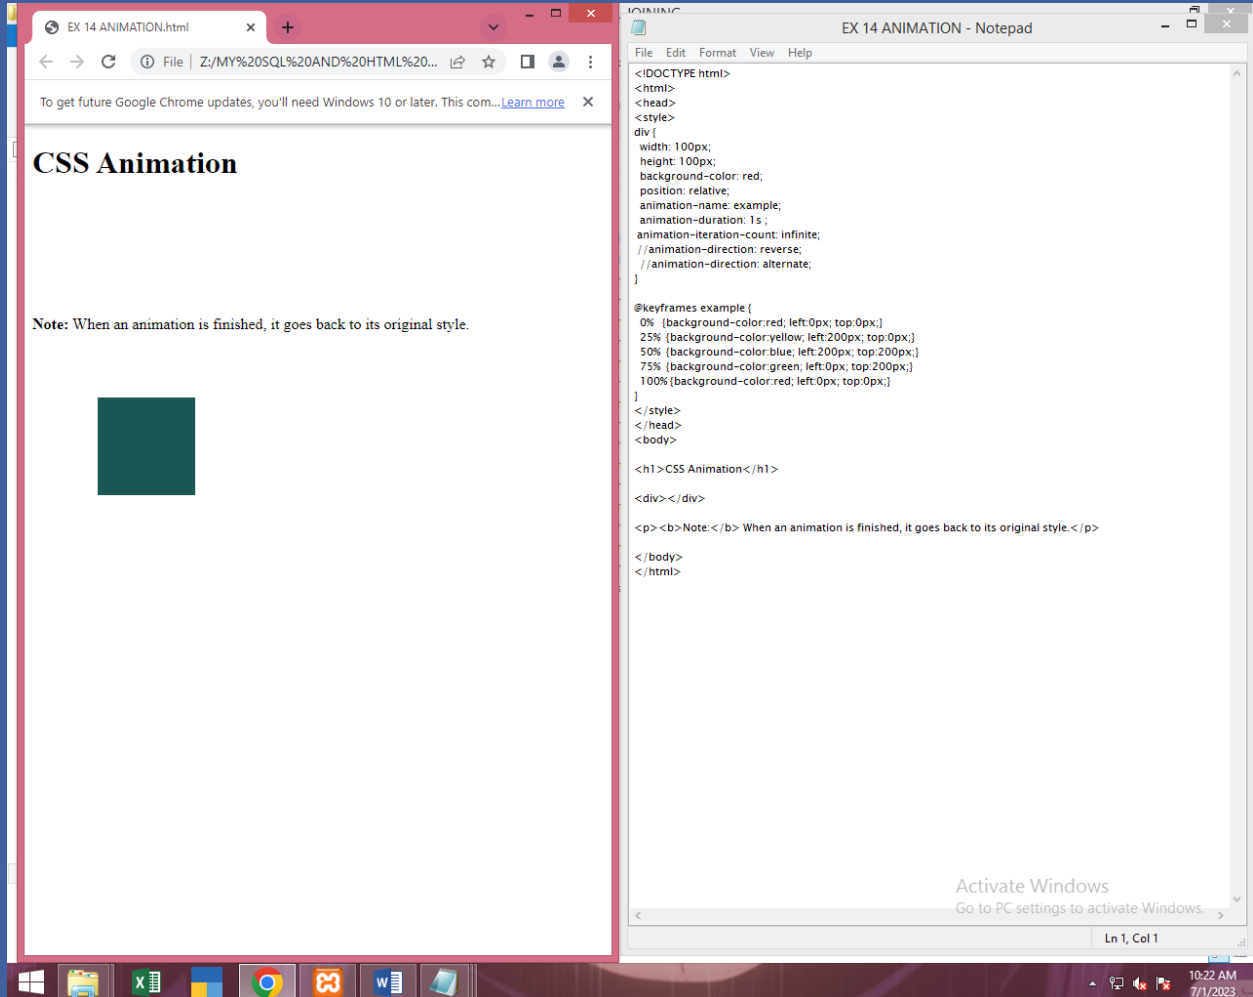 EX 14 ANIMATION.html
File
Z:/MY%20SQL%20AND%20HTML%20...
To get future Google Chrome updates, you'll need Windows 10 or later. This com... Learn more
CSS Animation
Note: When an animation is finished, it goes back to its original style.
EX 14 ANIMATION - Notepad
File Edit Format View Help
<!DOCTYPE html>
<html>
<head>
<style>
div {
  width: 100px;
  height: 100px;
  background-color: red;
  position: relative;
  animation-name: example;
  animation-duration: 1s ;
 animation-iteration-count: infinite;
 //animation-direction: reverse;
  //animation-direction: alternate;
}
@keyframes example {
  0%   {background-color:red; left:0px; top:0px;}
  25%  {background-color:yellow; left:200px; top:0px;}
  50%  {background-color:blue; left:200px; top:200px;}
  75%  {background-color:green; left:0px; top:200px;}
  100% {background-color:red; left:0px; top:0px;}
}
</style>
</head>
<body>
<h1>CSS Animation</h1>
<div></div>
<p><b>Note:</b> When an animation is finished, it goes back to its original style.</p>
</body>
</html>
Activate Windows
Go to PC settings to activate Windows.
Ln 1, Col 1
10:22 AM
7/1/2023